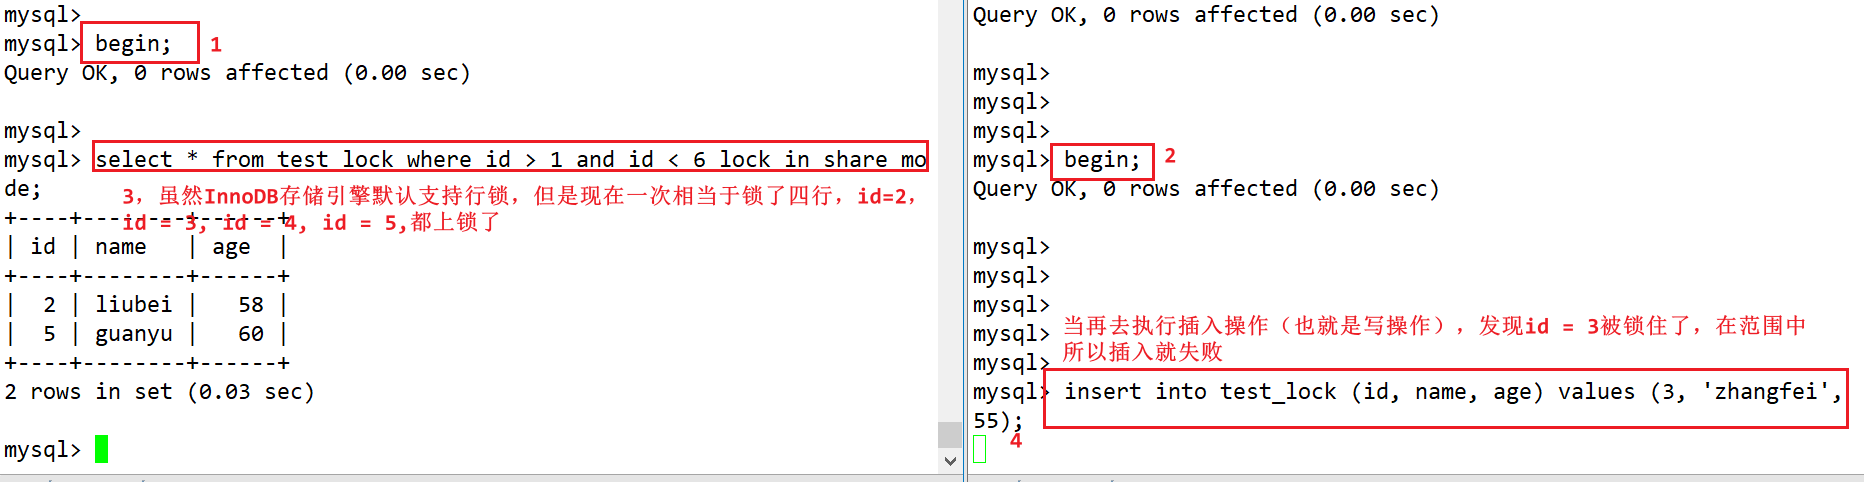 mysql>
mysql> begin; 1
Query OK, 0 rows affected (0.00 sec)
mysql>
mysql> select * from test_lock where id > 1 and id < 6 lock in share mo
de;
3，虽然InnoDB存储引擎默认支持行锁，但是现在一次相当于锁了四行，id=2，
id = 3, id = 4, id = 5,都上锁了
+----+--------+------+
| id | name   | age  |
+----+--------+------+
|  2 | liubei |   58 |
|  5 | guanyu |   60 |
+----+--------+------+
2 rows in set (0.03 sec)
mysql>
Query OK, 0 rows affected (0.00 sec)
mysql>
mysql>
mysql>
mysql> begin; 2
Query OK, 0 rows affected (0.00 sec)
mysql>
mysql>
mysql>
mysql>
mysql>
当再去执行插入操作（也就是写操作），发现id = 3被锁住了，在范围中
所以插入就失败
mysql> insert into test_lock (id, name, age) values (3, 'zhangfei',
55);
4